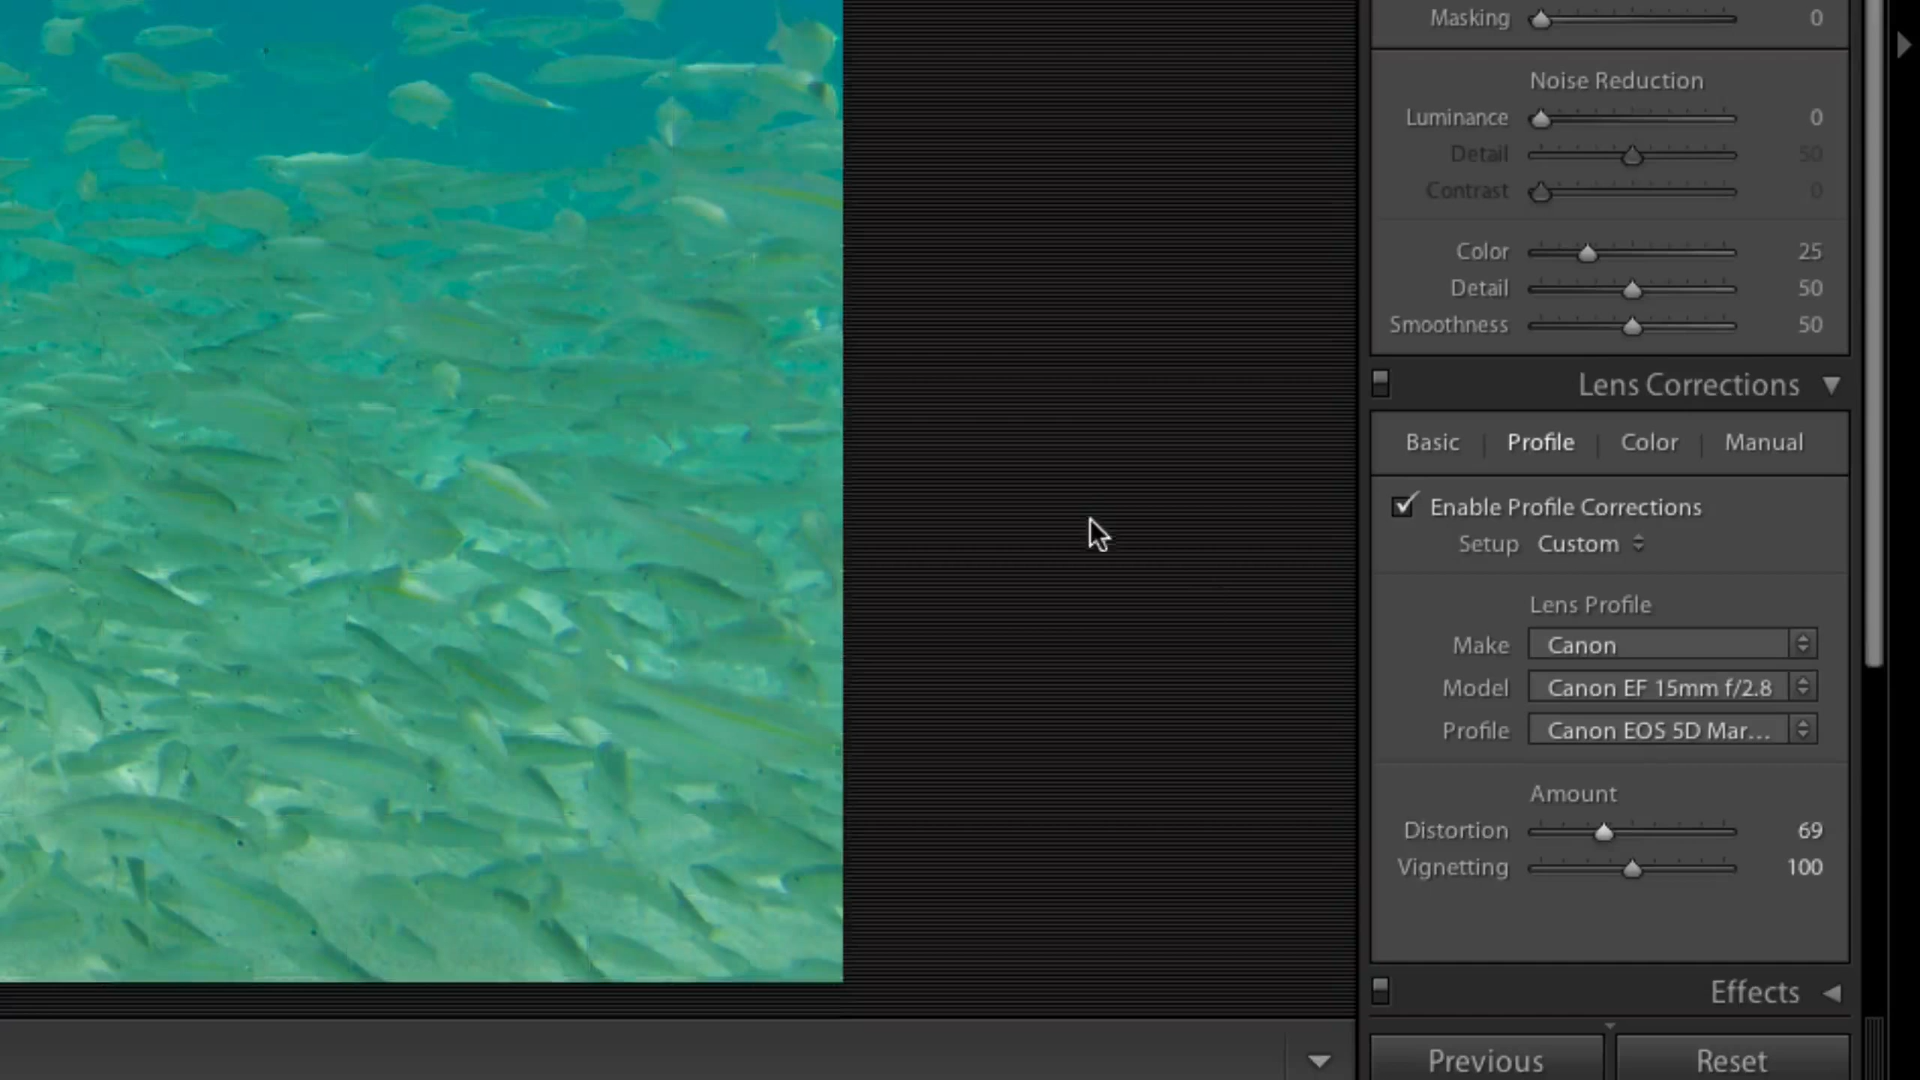 Masking 0
Noise Reduction
Luminance 0
Detail 50
Contrast 0
Color 25
Detail 50
Smoothness 50
Lens Corrections
Basic Profile Color Manual
Enable Profile Corrections
Setup Custom
Lens Profile
Make Canon
Model Canon EF 15mm f/2.8
Profile Canon EOS 5D Mar...
Amount
Distortion 69
Vignetting 100
Effects
Previous Reset